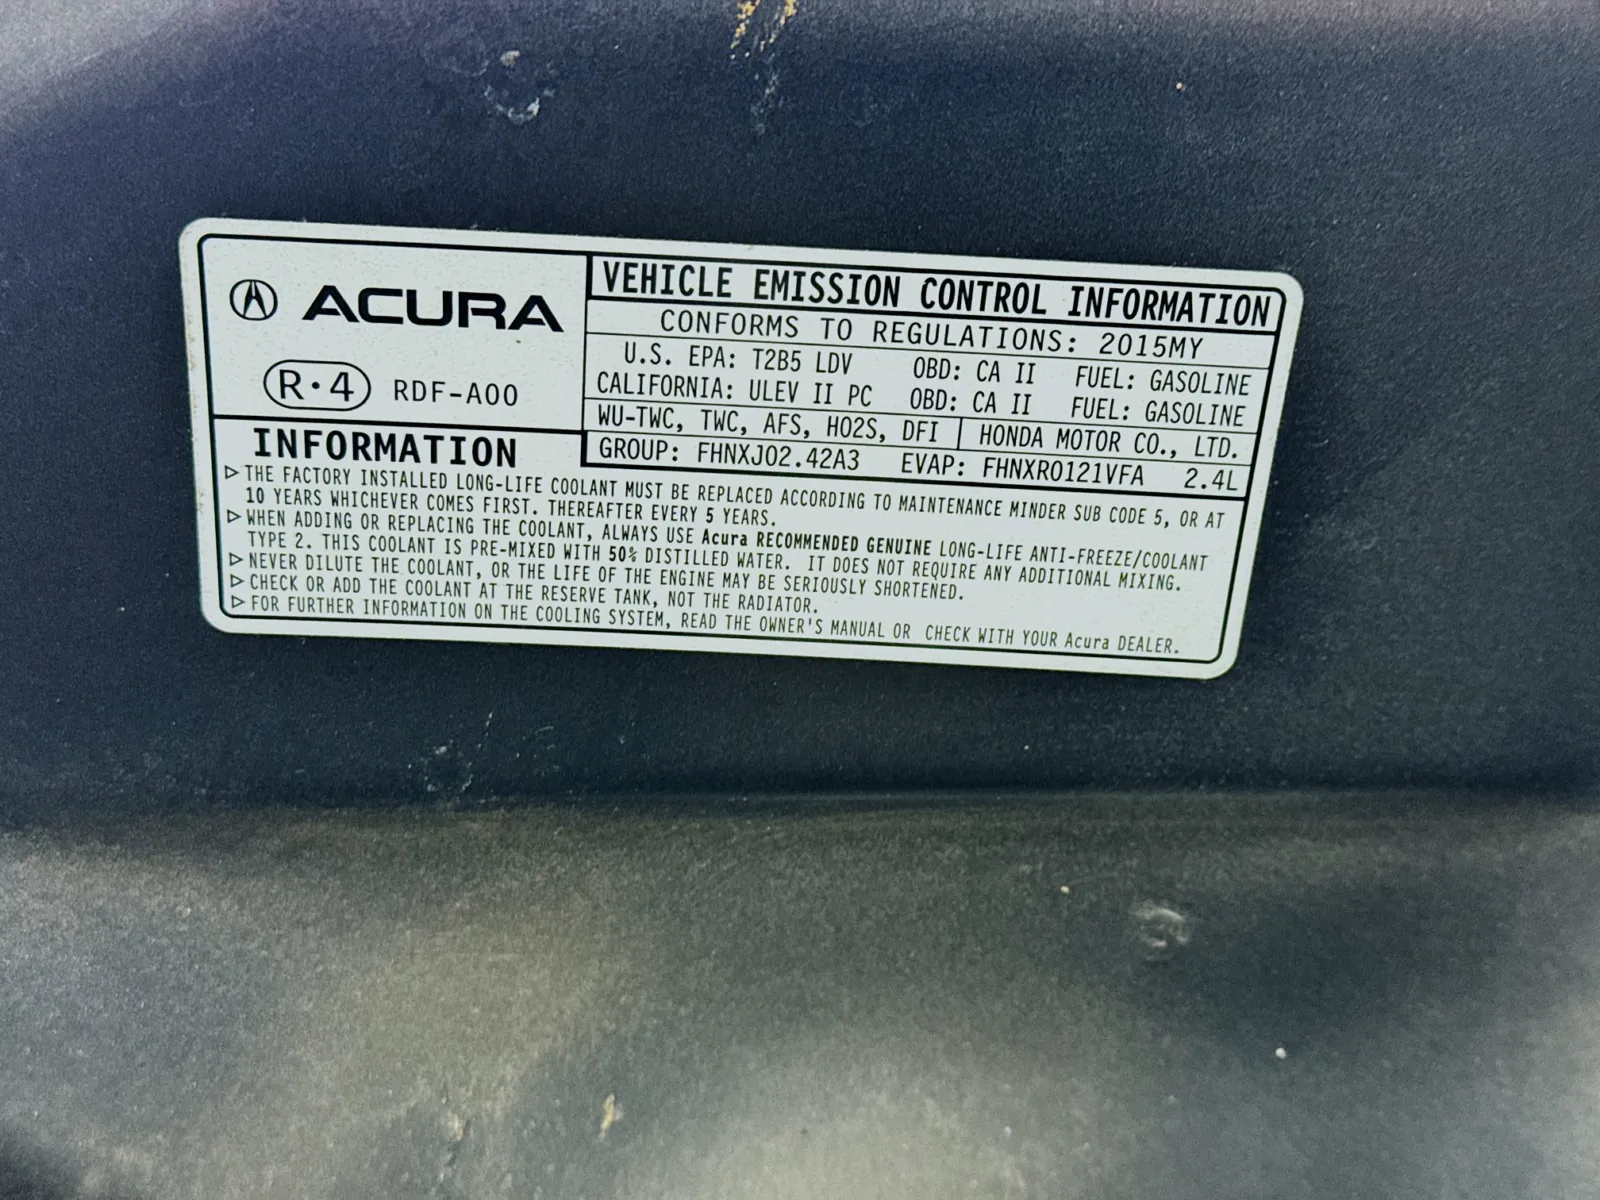 ACURA
R·4 RDF-A00
VEHICLE EMISSION CONTROL INFORMATION
CONFORMS TO REGULATIONS: 2015MY
U.S. EPA: T2B5 LDV OBD: CA II FUEL: GASOLINE
CALIFORNIA: ULEV II PC OBD: CA II FUEL: GASOLINE
WU-TWC, TWC, AFS, HO2S, DFI HONDA MOTOR CO., LTD.
GROUP: FHNXJ02.42A3 EVAP: FHNXR0121VFA 2.4L
INFORMATION
▷ THE FACTORY INSTALLED LONG-LIFE COOLANT MUST BE REPLACED ACCORDING TO MAINTENANCE MINDER SUB CODE 5, OR AT
10 YEARS WHICHEVER COMES FIRST. THEREAFTER EVERY 5 YEARS.
▷ WHEN ADDING OR REPLACING THE COOLANT, ALWAYS USE Acura RECOMMENDED GENUINE LONG-LIFE ANTI-FREEZE/COOLANT
TYPE 2. THIS COOLANT IS PRE-MIXED WITH 50% DISTILLED WATER. IT DOES NOT REQUIRE ANY ADDITIONAL MIXING.
▷ NEVER DILUTE THE COOLANT, OR THE LIFE OF THE ENGINE MAY BE SERIOUSLY SHORTENED.
▷ CHECK OR ADD THE COOLANT AT THE RESERVE TANK, NOT THE RADIATOR.
▷ FOR FURTHER INFORMATION ON THE COOLING SYSTEM, READ THE OWNER'S MANUAL OR CHECK WITH YOUR Acura DEALER.